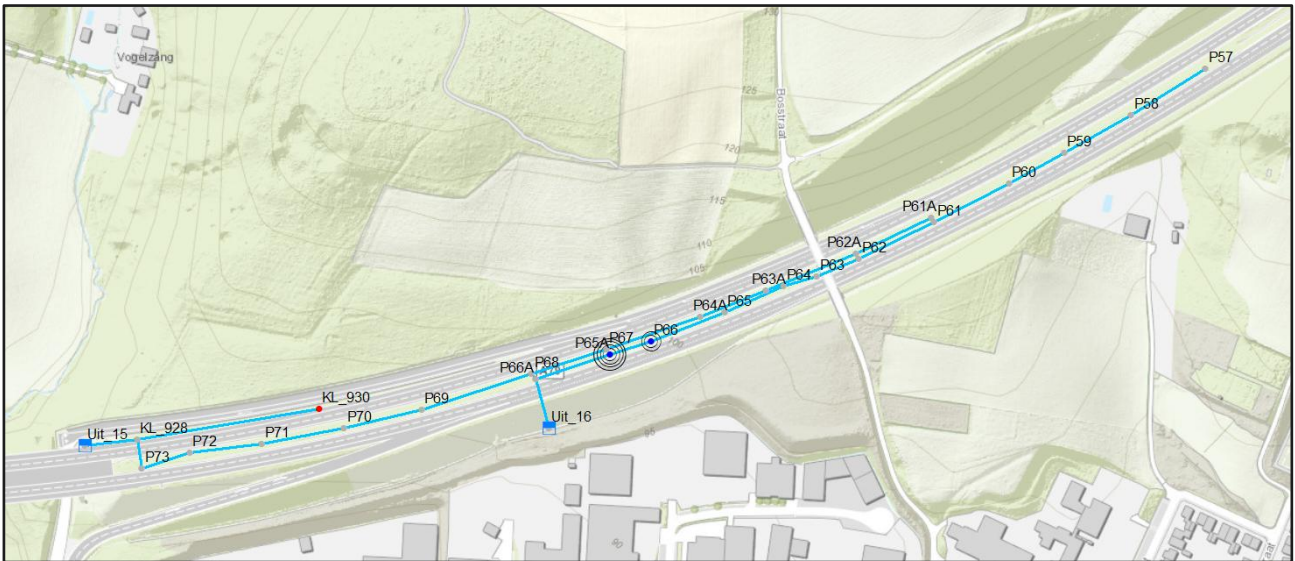 Vogelzang
P57
Bosstraat
125
P58
120
P59
P60
115
P61A
P61
110
P62A
P62
105
P63
P63A
P64
P64A
P65
P66
P67
P65A
100
P68
P66A
KL_930
P69
Uit_16
P70
95
KL_928
Uit_15
P71
P72
P73
90